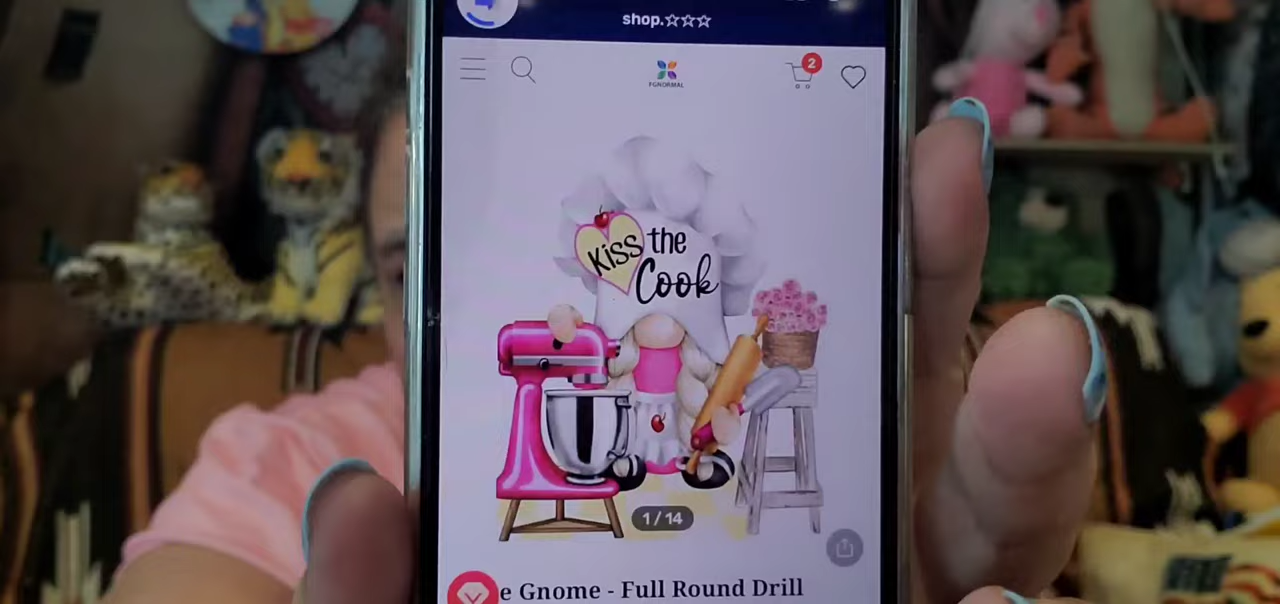 shop.☆☆☆
2
FGNORMAL
Kiss the
Cook
1 / 14
e Gnome - Full Round Drill